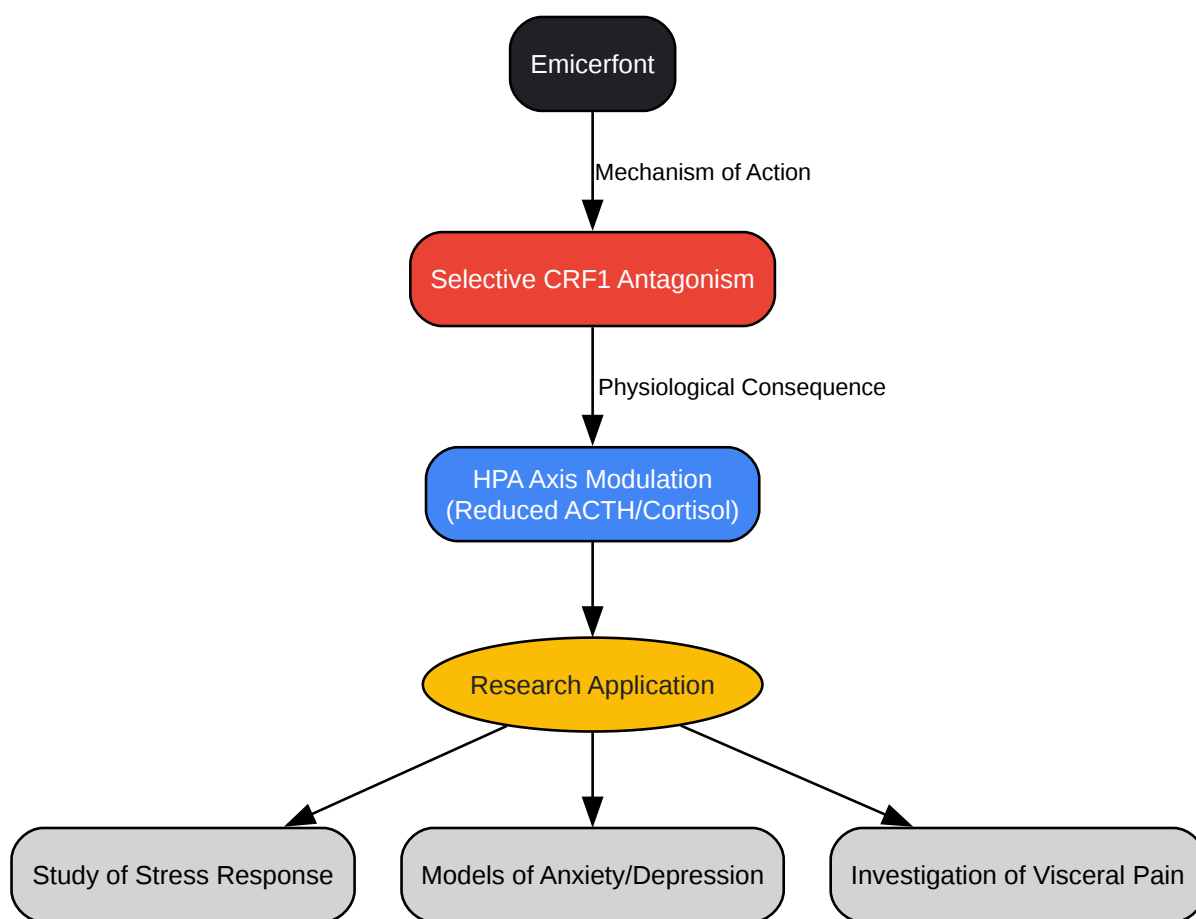 Emicerfont
Mechanism of Action
Selective CRF1 Antagonism
Physiological Consequence
HPA Axis Modulation
(Reduced ACTH/Cortisol)
Research Application
Study of Stress Response
Models of Anxiety/Depression
Investigation of Visceral Pain